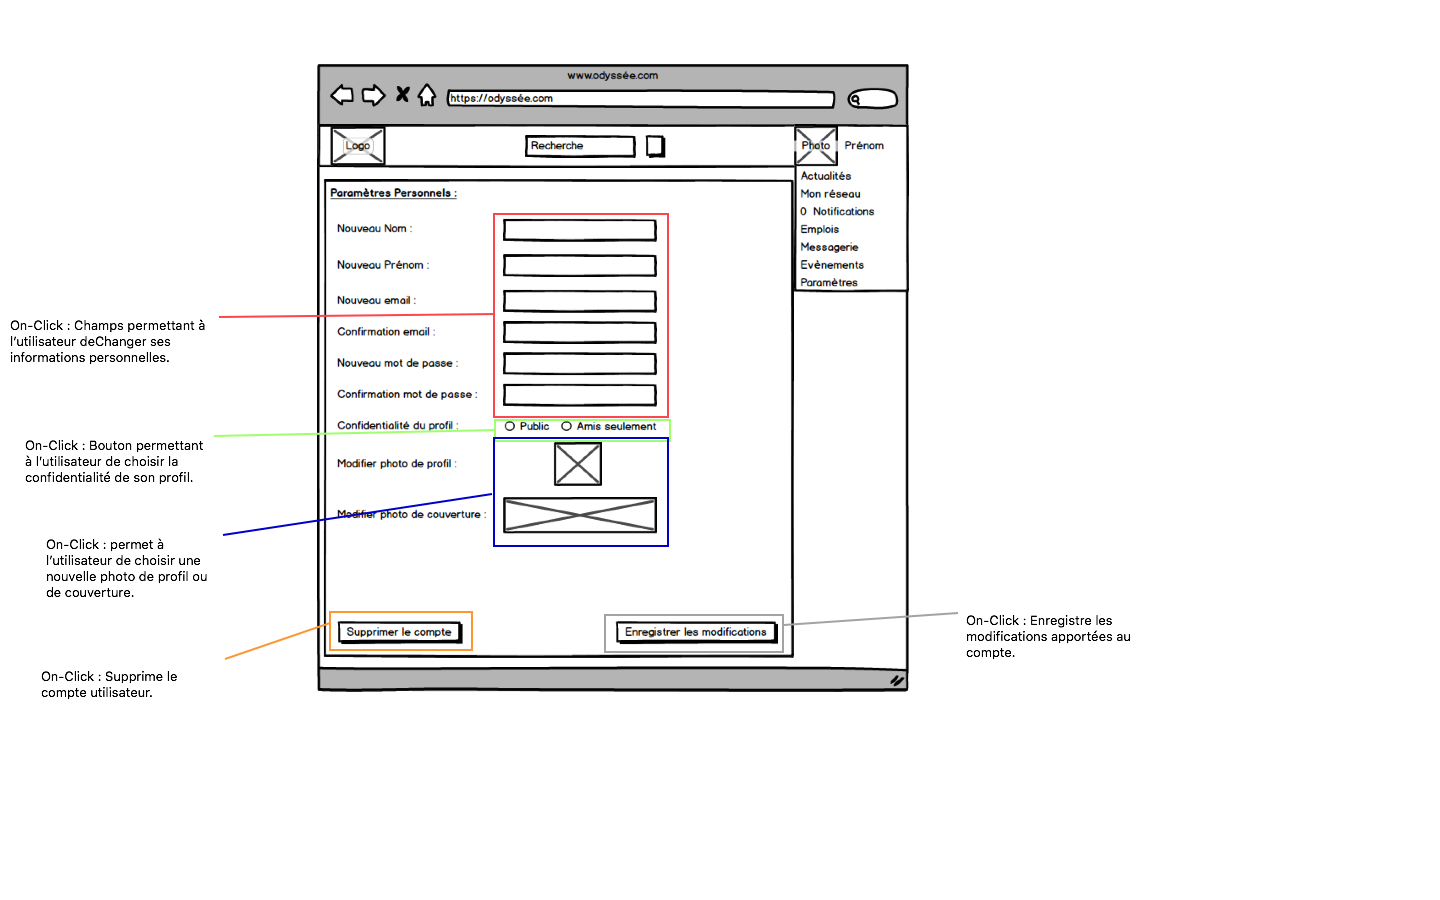 www.odyssée.com
https://odyssée.com
Logo
Recherche
Photo
Prénom
Actualités
Mon réseau
0 Notifications
Emplois
Messagerie
Evènements
Paramètres
Paramètres Personnels :
Nouveau Nom :
Nouveau Prénom :
Nouveau email :
Confirmation email :
Nouveau mot de passe :
Confirmation mot de passe :
Confidentialité du profil :
Public
Amis seulement
Modifier photo de profil :
Modifier photo de couverture :
Supprimer le compte
Enregistrer les modifications
On-Click : Champs permettant à
l'utilisateur deChanger ses
informations personnelles.
On-Click : Bouton permettant
à l'utilisateur de choisir la
confidentialité de son profil.
On-Click : permet à
l'utilisateur de choisir une
nouvelle photo de profil ou
de couverture.
On-Click : Supprime le
compte utilisateur.
On-Click : Enregistre les
modifications apportées au
compte.